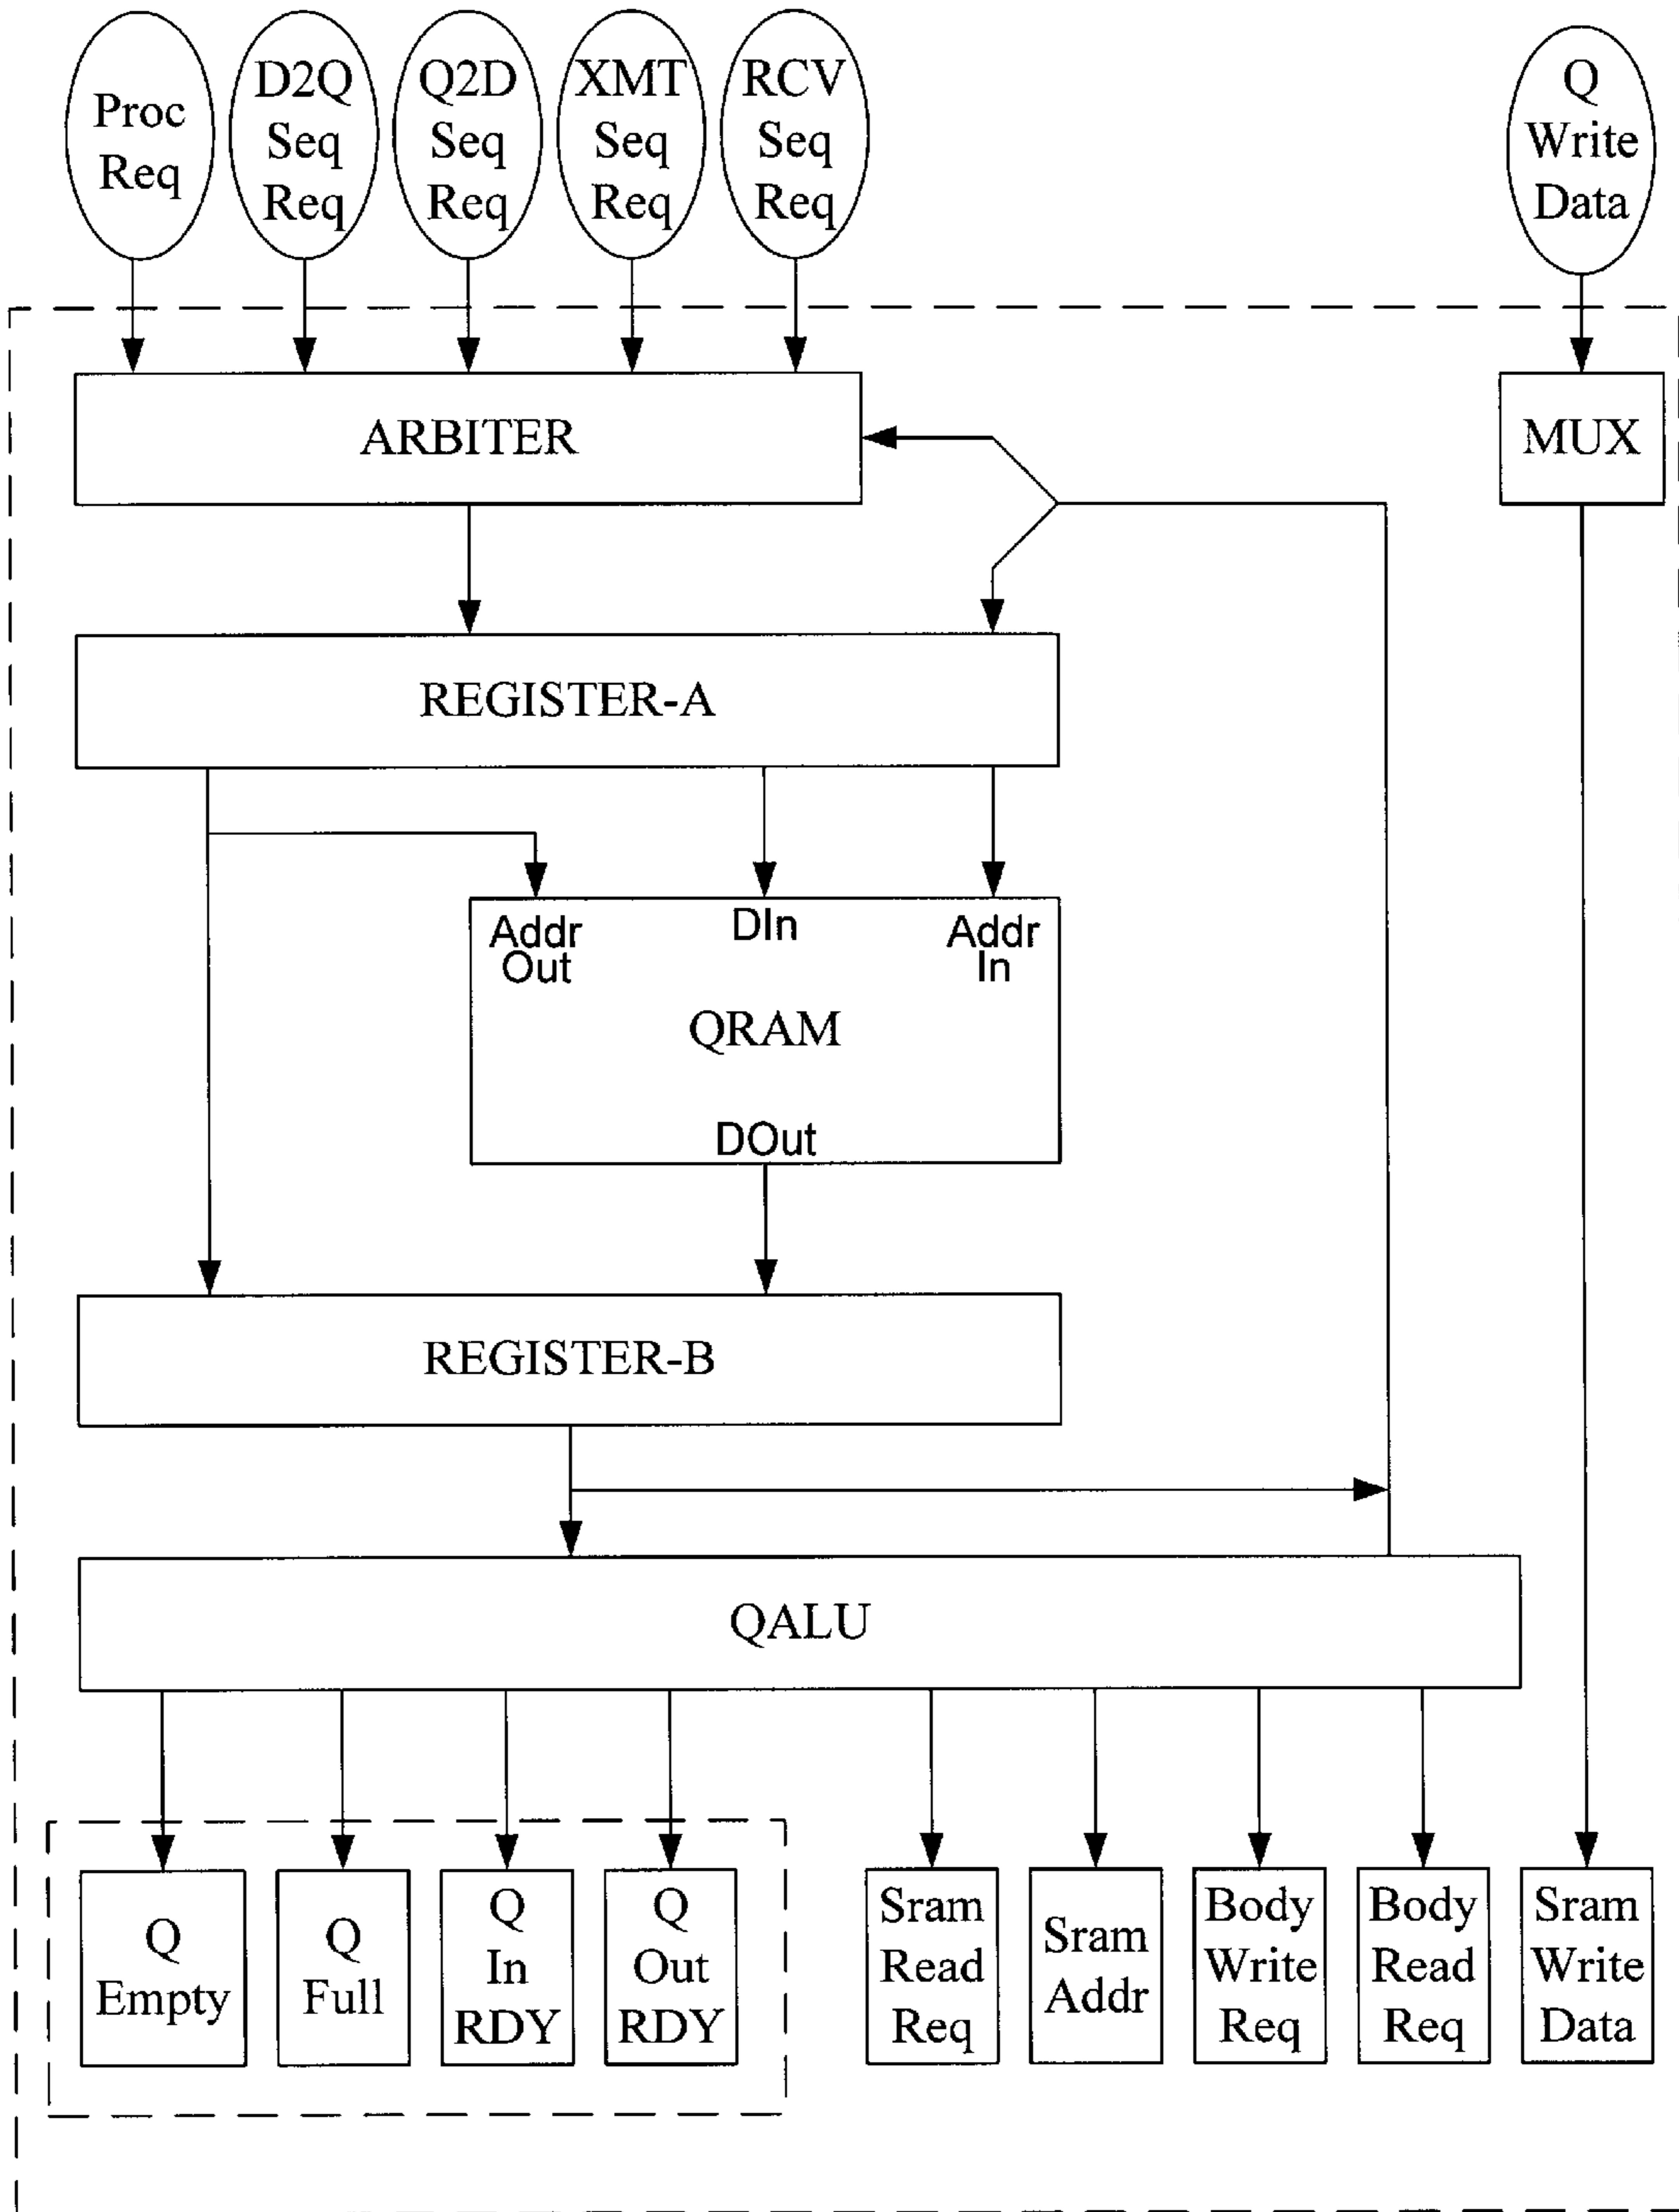 Proc
Req
D2Q
Seq
Req
Q2D
Seq
Req
XMT
Seq
Req
RCV
Seq
Req
Q
Write
Data
ARBITER
MUX
REGISTER-A
Addr
Out
DIn
Addr
In
QRAM
DOut
REGISTER-B
QALU
Q
Empty
Q
Full
Q
In
RDY
Q
Out
RDY
Sram
Read
Req
Sram
Addr
Body
Write
Req
Body
Read
Req
Sram
Write
Data